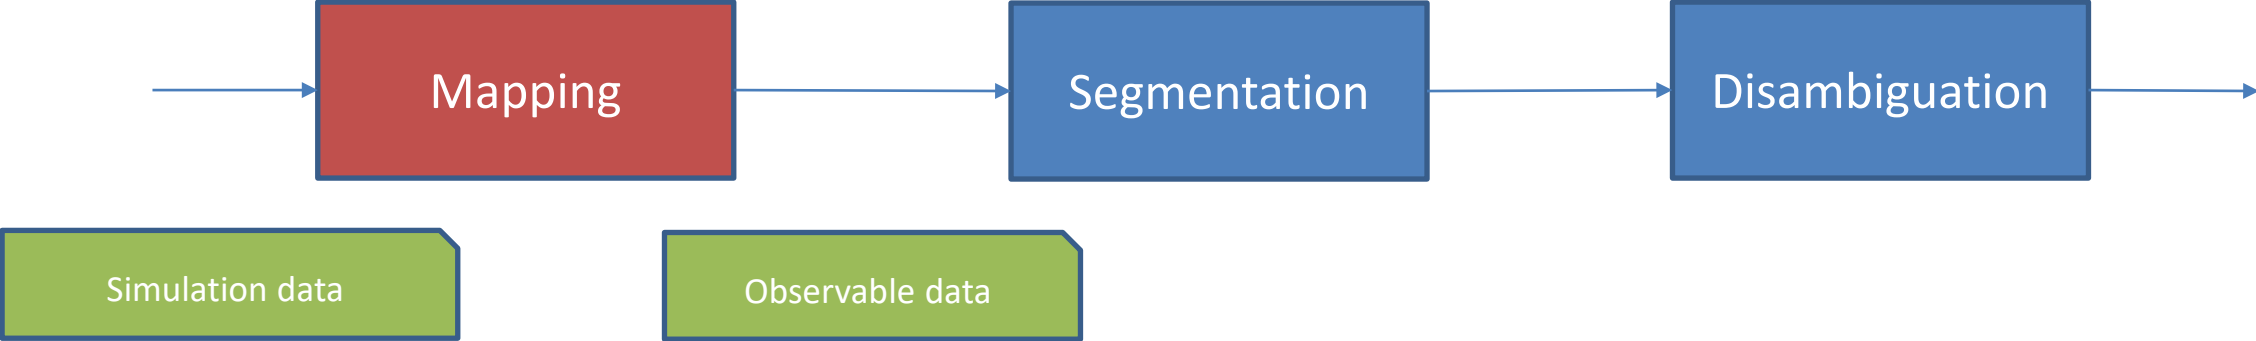 Mapping
Segmentation
Disambiguation
Simulation data
Observable data